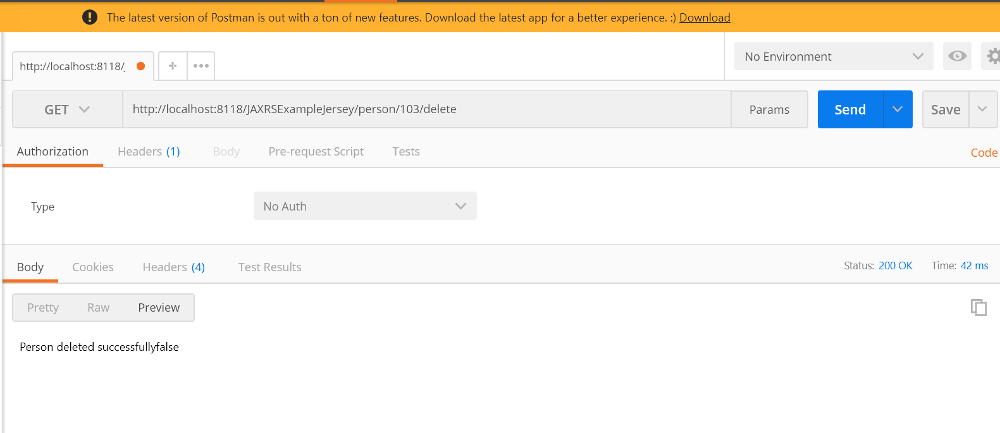 The latest version of Postman is out with a ton of new features. Download the latest app for a better experience. :) Download
http://localhost:8118/
No Environment
GET http://localhost:8118/JAXRSExampleJersey/person/103/delete Params Send Save
Authorization Headers (1) Body Pre-request Script Tests Code
Type No Auth
Body Cookies Headers (4) Test Results Status: 200 OK Time: 42 ms
Pretty Raw Preview
Person deleted successfullyfalse